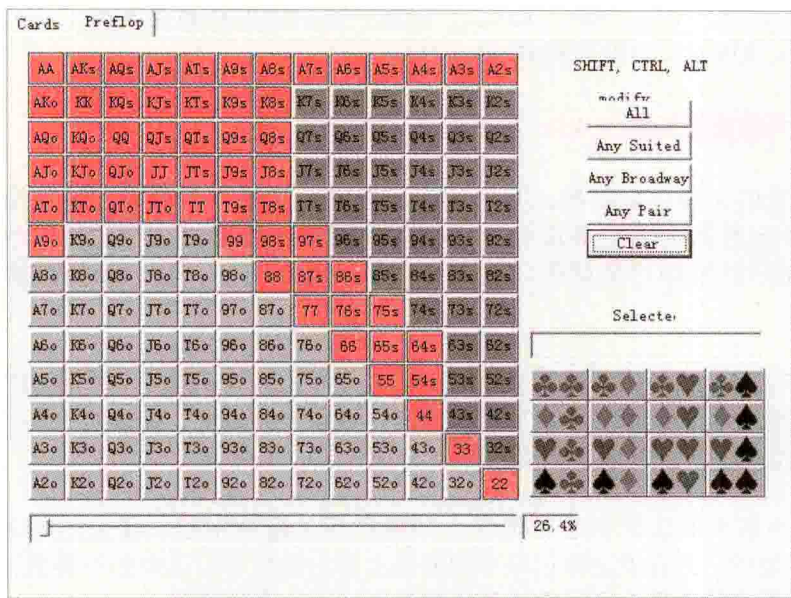 Cards Preflop
AA AKs AQs AJs ATs A9s A8s A7s A6s A5s A4s A3s A2s
SHIFT, CTRL, ALT
modify
AKo KK KQs KJs KTs K9s K8s K7s K6s K5s K4s K3s K2s
All
AQo KQo QQ QJs QTs Q9s Q8s Q7s Q6s Q5s Q4s Q3s Q2s
Any Suited
AJo KJo QJo JJ JTs J9s J8s J7s J6s J5s J4s J3s J2s
Any Broadway
ATo KTo QTo JTo TT T9s T8s T7s T6s T5s T4s T3s T2s
Any Pair
A9o K9o Q9o J9o T9o 99 98s 97s 96s 95s 94s 93s 92s
Clear
A8o K8o Q8o J8o T8o 98o 88 87s 86s 85s 84s 83s 82s
A7o K7o Q7o J7o T7o 97o 87o 77 76s 75s 74s 73s 72s
Selecte
A6o K6o Q6o J6o T6o 96o 86o 76o 66 65s 64s 63s 62s
A5o K5o Q5o J5o T5o 95o 85o 75o 65o 55 54s 53s 52s
A4o K4o Q4o J4o T4o 94o 84o 74o 64o 54o 44 43s 42s
A3o K3o Q3o J3o T3o 93o 83o 73o 63o 53o 43o 33 32s
A2o K2o Q2o J2o T2o 92o 82o 72o 62o 52o 42o 32o 22
26,4%